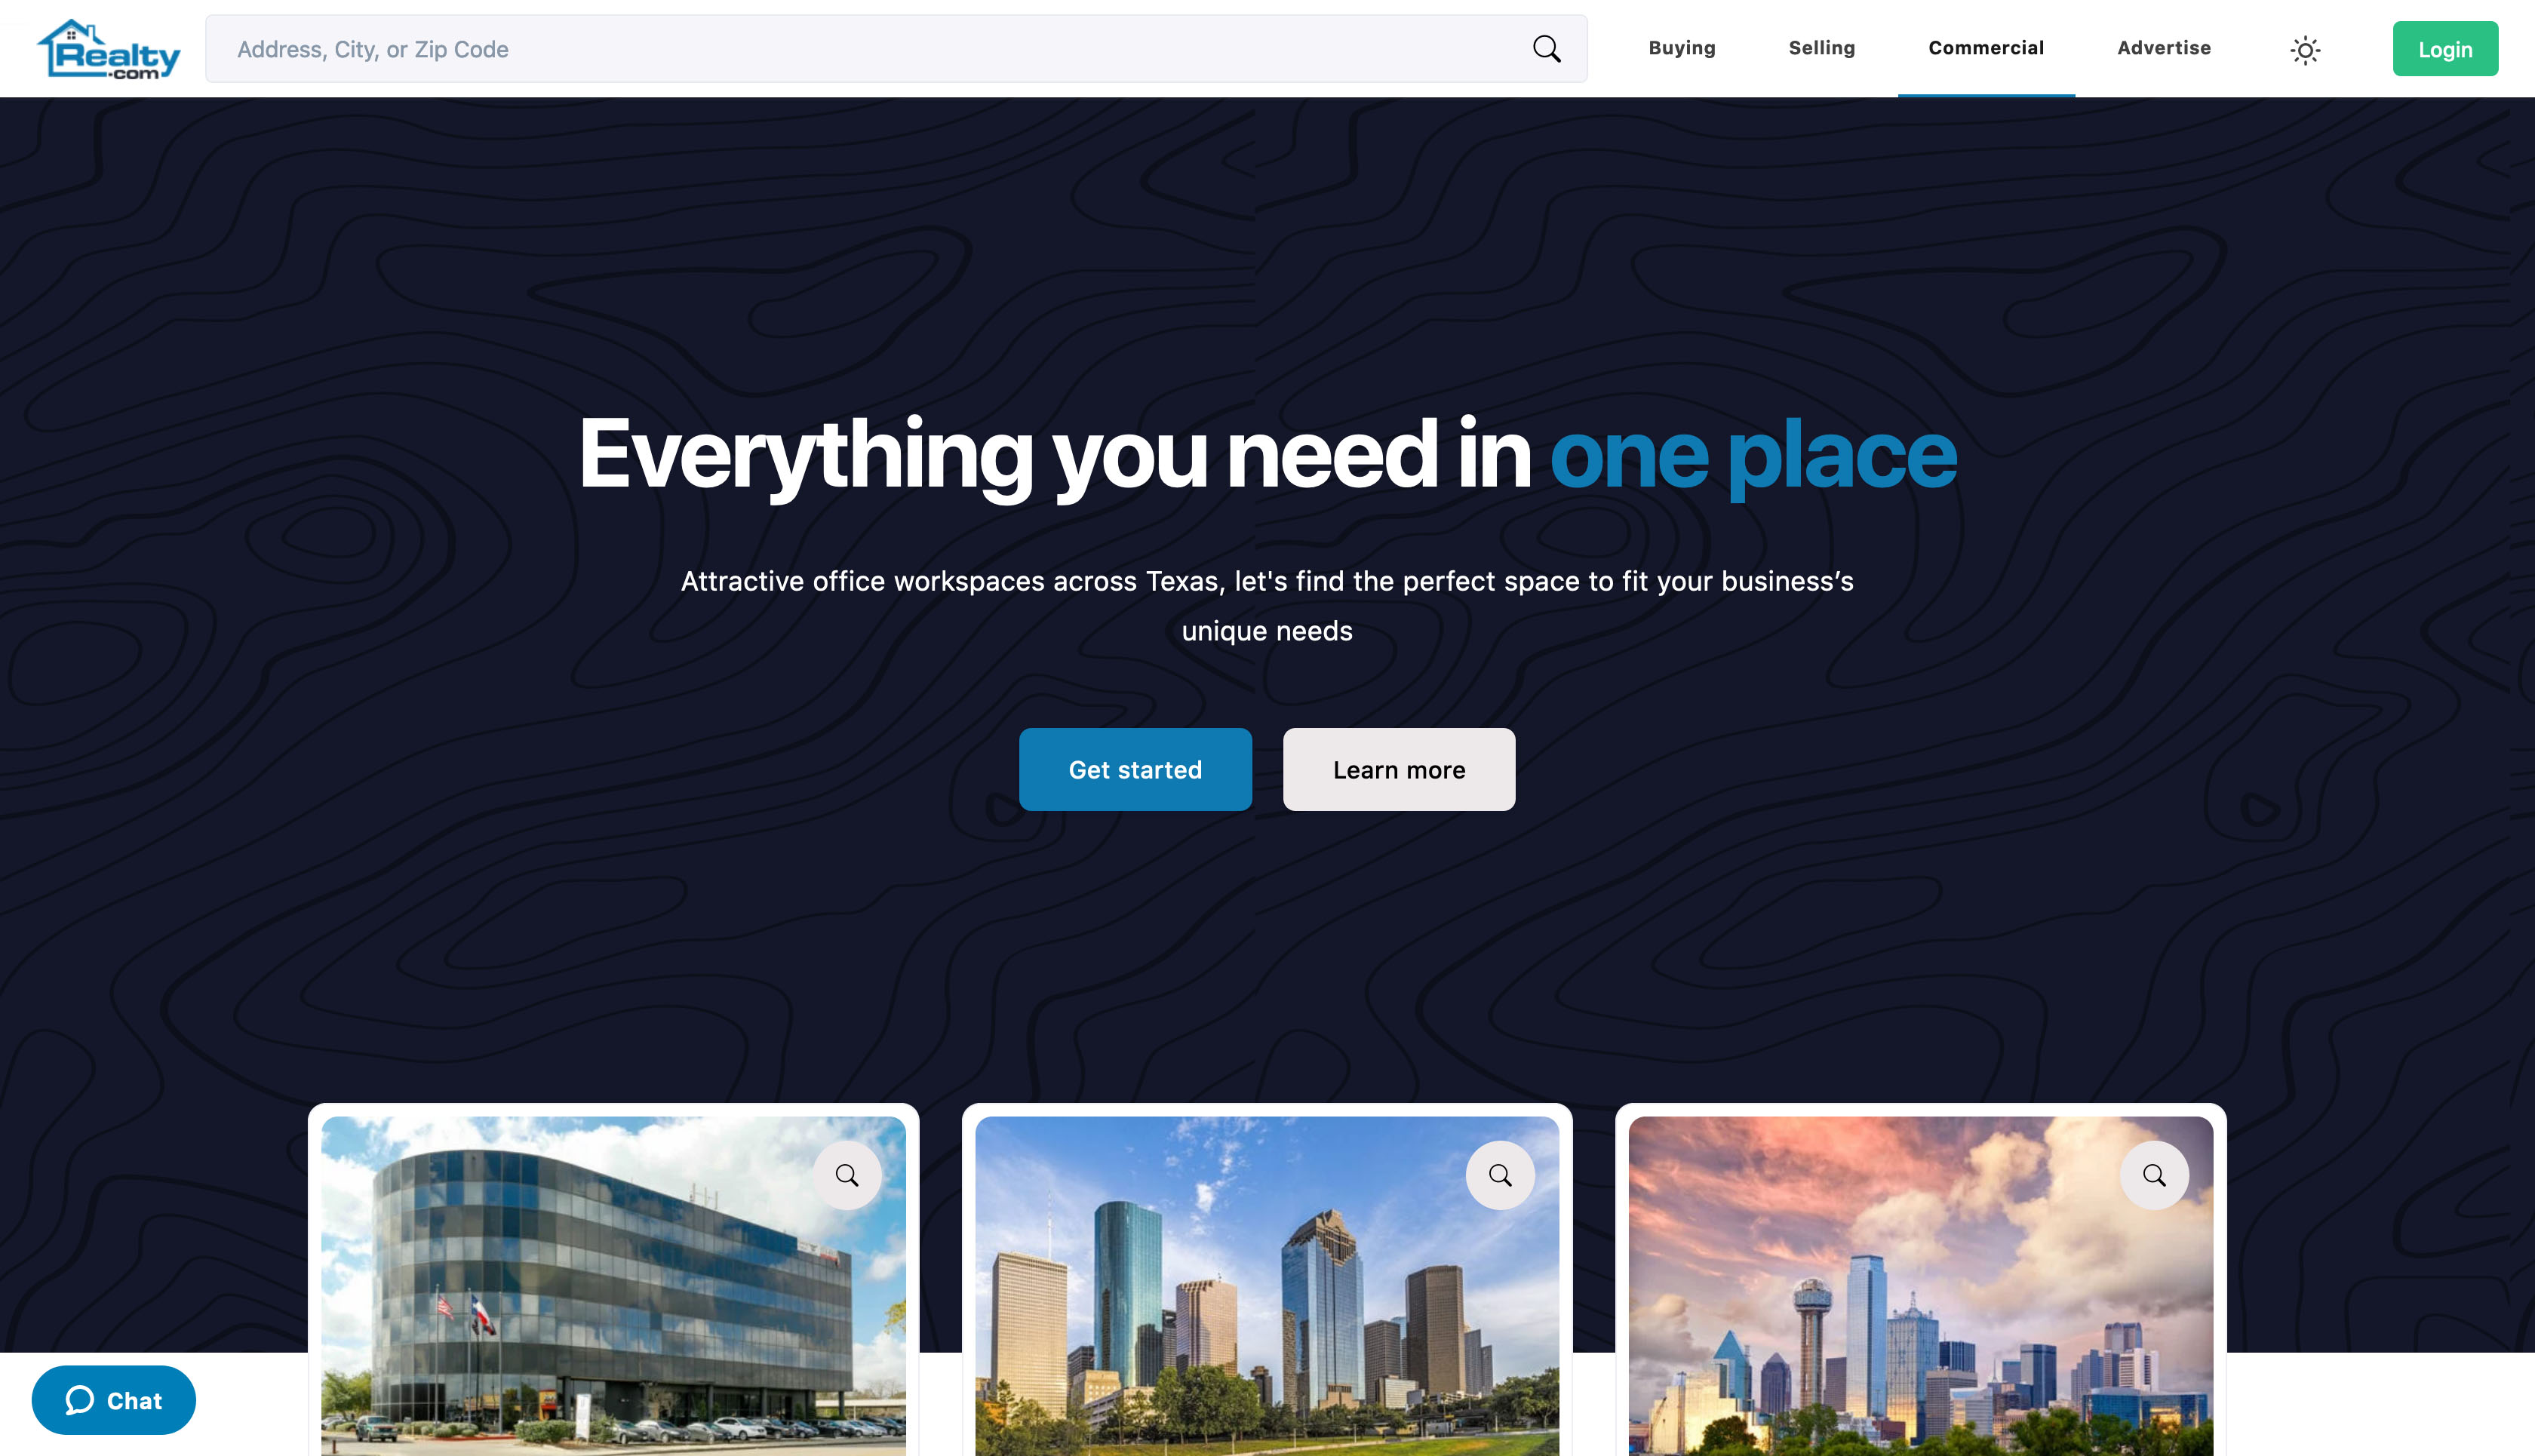 Realty
.com
Address, City, or Zip Code
Buying
Selling
Commercial
Advertise
Login
Everything you need in one place
Attractive office workspaces across Texas, let's find the perfect space to fit your business’s
unique needs
Get started
Learn more
Chat